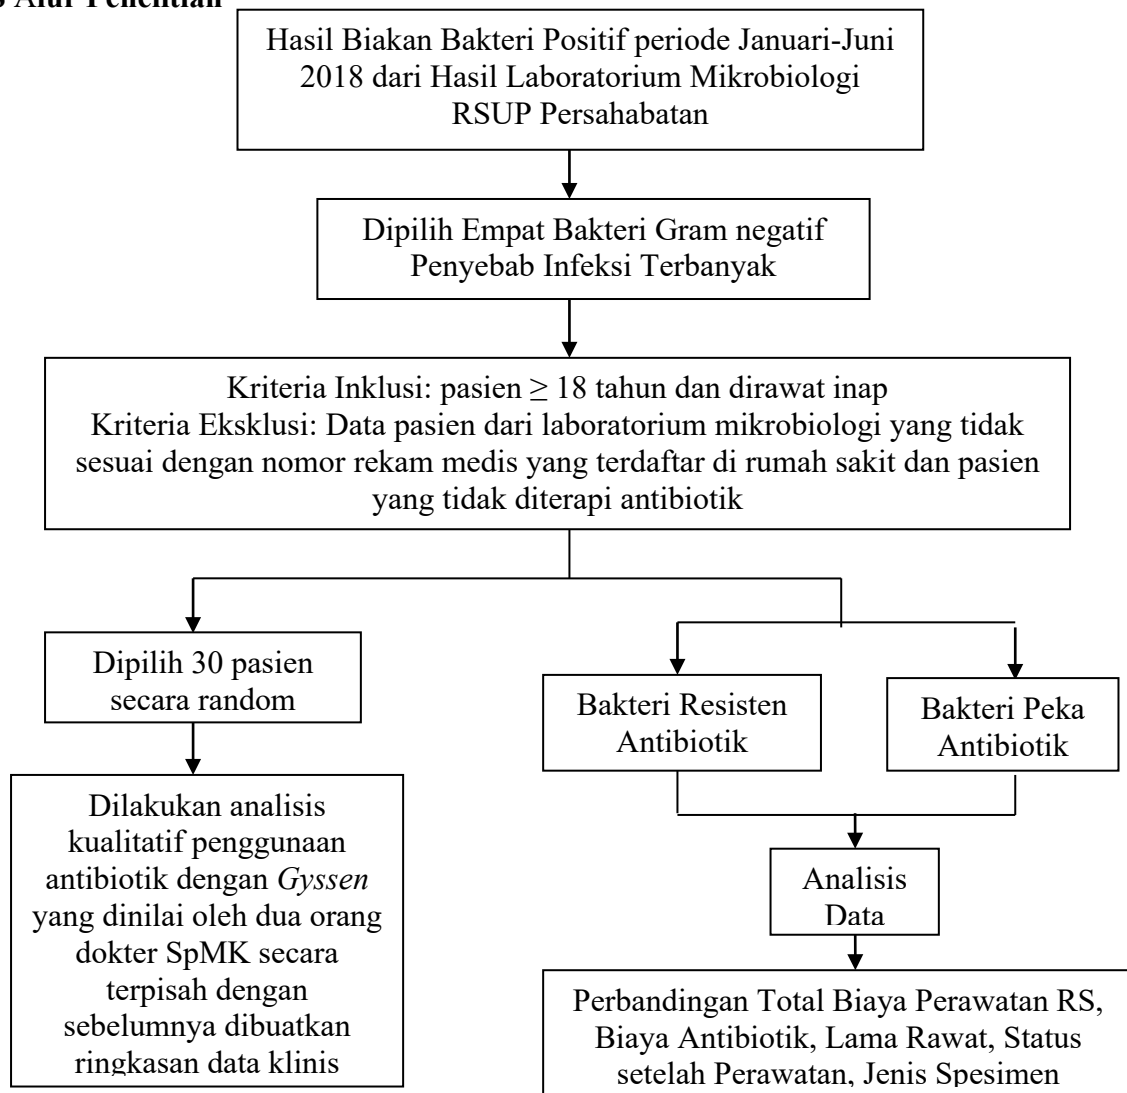 Alur Penelitian
Hasil Biakan Bakteri Positif periode Januari-Juni
2018 dari Hasil Laboratorium Mikrobiologi
RSUP Persahabatan
Dipilih Empat Bakteri Gram negatif
Penyebab Infeksi Terbanyak
Kriteria Inklusi: pasien ≥ 18 tahun dan dirawat inap
Kriteria Eksklusi: Data pasien dari laboratorium mikrobiologi yang tidak
sesuai dengan nomor rekam medis yang terdaftar di rumah sakit dan pasien
yang tidak diterapi antibiotik
Dipilih 30 pasien
secara random
Dilakukan analisis
kualitatif penggunaan
antibiotik dengan Gyssen
yang dinilai oleh dua orang
dokter SpMK secara
terpisah dengan
sebelumnya dibuatkan
ringkasan data klinis
Bakteri Resisten
Antibiotik
Bakteri Peka
Antibiotik
Analisis
Data
Perbandingan Total Biaya Perawatan RS,
Biaya Antibiotik, Lama Rawat, Status
setelah Perawatan, Jenis Spesimen